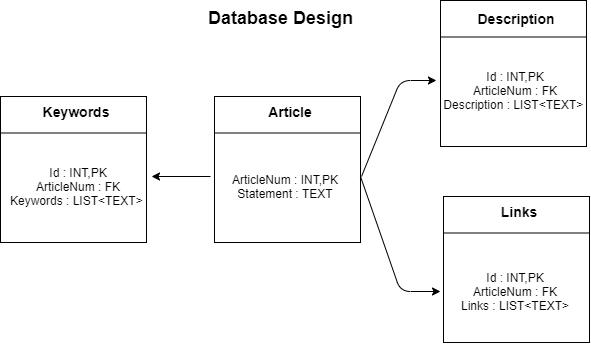 Database Design
Keywords
Id : INT,PK
ArticleNum : FK
Keywords : LIST<TEXT>
Article
ArticleNum : INT,PK
Statement : TEXT
Description
Id : INT,PK
ArticleNum : FK
Description : LIST<TEXT>
Links
Id : INT,PK
ArticleNum : FK
Links : LIST<TEXT>